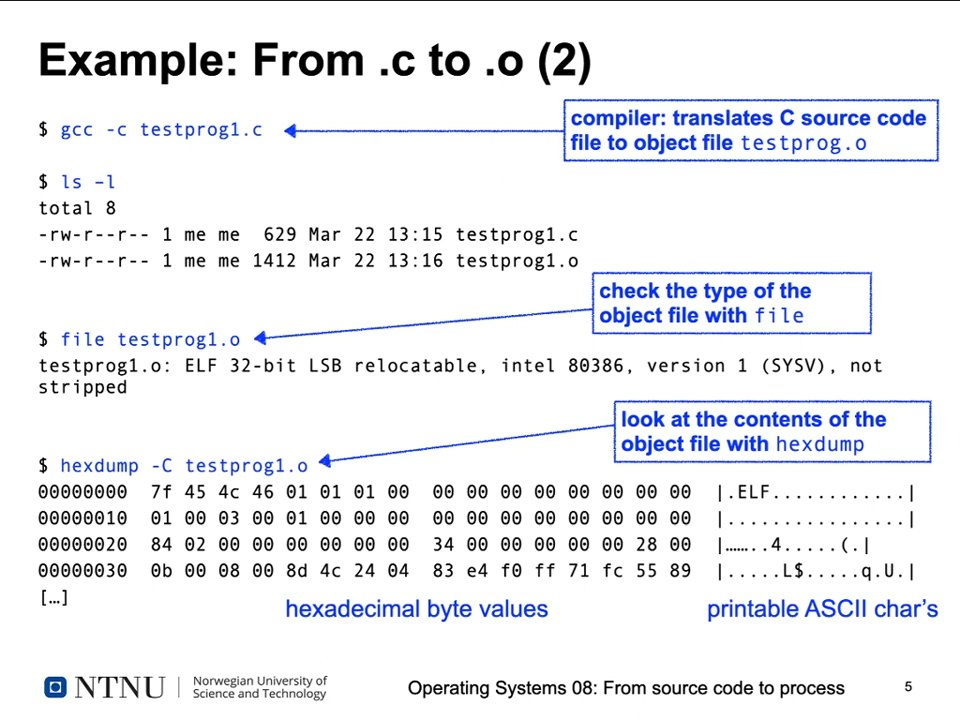 Example: From .c to .o (2)
$ gcc -c testprog1.c
compiler: translates C source code
file to object file testprog.o
$ ls –l
total 8
-rw-r--r-- 1 me me  629 Mar 22 13:15 testprog1.c
-rw-r--r-- 1 me me 1412 Mar 22 13:16 testprog1.o
check the type of the
object file with file
$ file testprog1.o
testprog1.o: ELF 32-bit LSB relocatable, intel 80386, version 1 (SYSV), not
stripped
look at the contents of the
object file with hexdump
$ hexdump -C testprog1.o
00000000  7f 45 4c 46 01 01 01 00  00 00 00 00 00 00 00 00  |.ELF............|
00000010  01 00 03 00 01 00 00 00  00 00 00 00 00 00 00 00  |................|
00000020  84 02 00 00 00 00 00 00  34 00 00 00 00 00 28 00  |……..4.....(.|
00000030  0b 00 08 00 8d 4c 24 04  83 e4 f0 ff 71 fc 55 89  |.....L$.....q.U.|
[…]
hexadecimal byte values
printable ASCII char's
NTNU
Norwegian University of
Science and Technology
Operating Systems 08: From source code to process
5